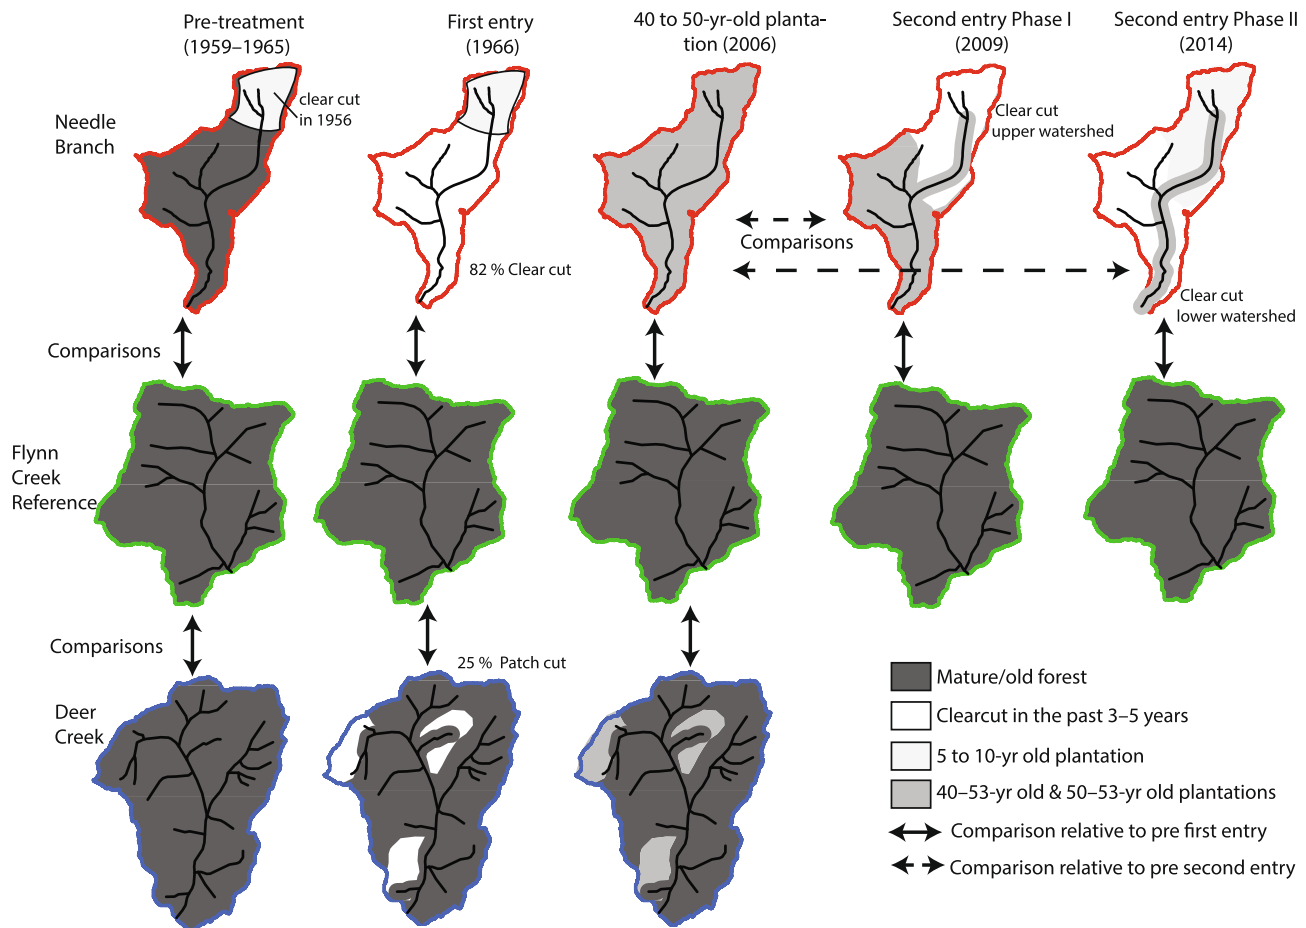 Pre-treatment
(1959–1965)
First entry
(1966)
40 to 50-yr-old planta-
tion (2006)
Second entry Phase I
(2009)
Second entry Phase II
(2014)
Needle
Branch
clear cut
in 1956
82 % Clear cut
Comparisons
Clear cut
upper watershed
Clear cut
lower watershed
Comparisons
Flynn
Creek
Reference
Comparisons
25 % Patch cut
Deer
Creek
Mature/old forest
Clearcut in the past 3–5 years
5 to 10-yr old plantation
40–53-yr old & 50–53-yr old plantations
Comparison relative to pre first entry
Comparison relative to pre second entry